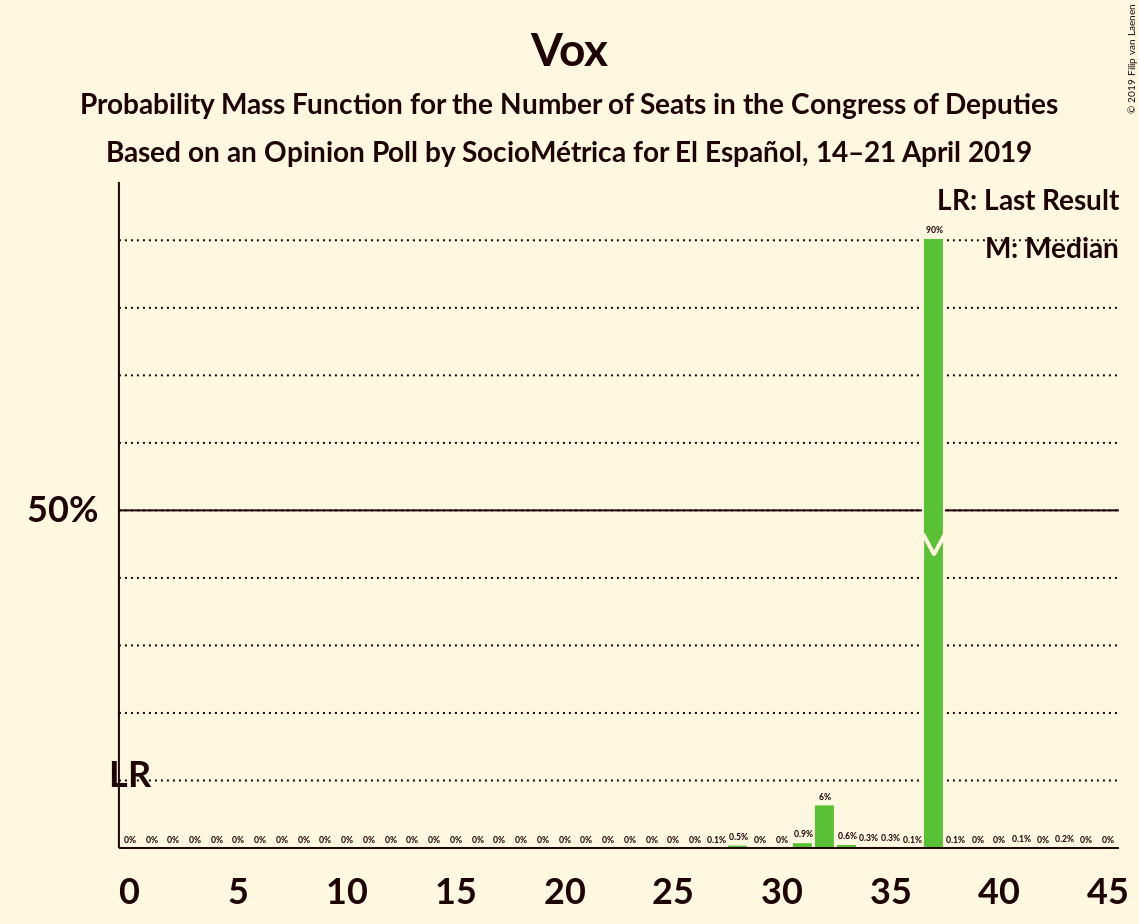 Vox
Probability Mass Function for the Number of Seats in the Congress of Deputies
Based on an Opinion Poll by SocioMétrica for El Español, 14–21 April 2019
© 2019 Filip van Laenen
LR: Last Result
M: Median
50%
LR
0% 0% 0% 0% 0% 0% 0% 0% 0% 0% 0% 0% 0% 0% 0% 0% 0% 0% 0% 0% 0% 0% 0% 0% 0% 0% 0% 0.1% 0.5% 0% 0% 0.9% 6% 0.6% 0.3% 0.3% 0.1% 90% 0.1% 0% 0% 0.1% 0% 0.2% 0% 0%
0 5 10 15 20 25 30 35 40 45